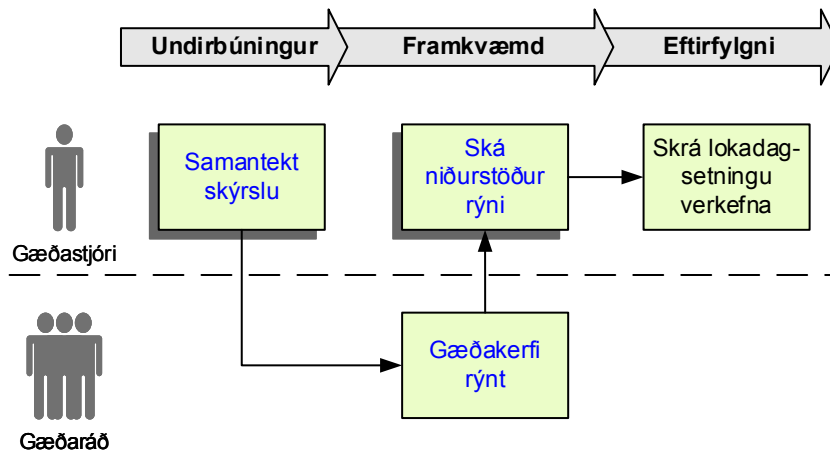 Undirbúningur
Framkvæmd
Eftirfylgni
Samantekt
skýrslu
Ská
niðurstöður
rýni
Skrá lokadag-
setningu
verkefna
Gæðastjóri
Gæðakerfi
rýnt
Gæðaráð